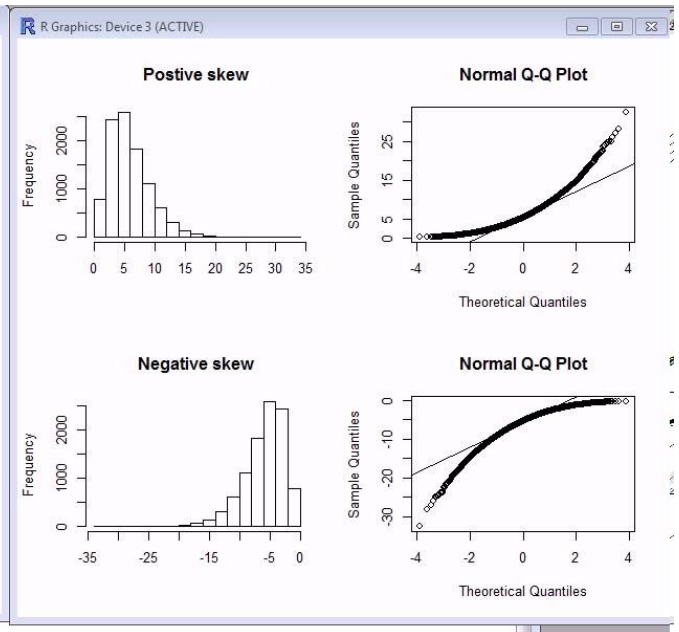 R Graphics: Device 3 (ACTIVE)
Postive skew
Frequency
0 1000 2000
0 5 10 15 20 25 30 35
Normal Q-Q Plot
Sample Quantiles
0 5 15 25
-4 -2 0 2 4
Theoretical Quantiles
Negative skew
Frequency
0 1000 2000
-35 -25 -15 -5 0
Normal Q-Q Plot
Sample Quantiles
-30 -20 -10 0
-4 -2 0 2 4
Theoretical Quantiles